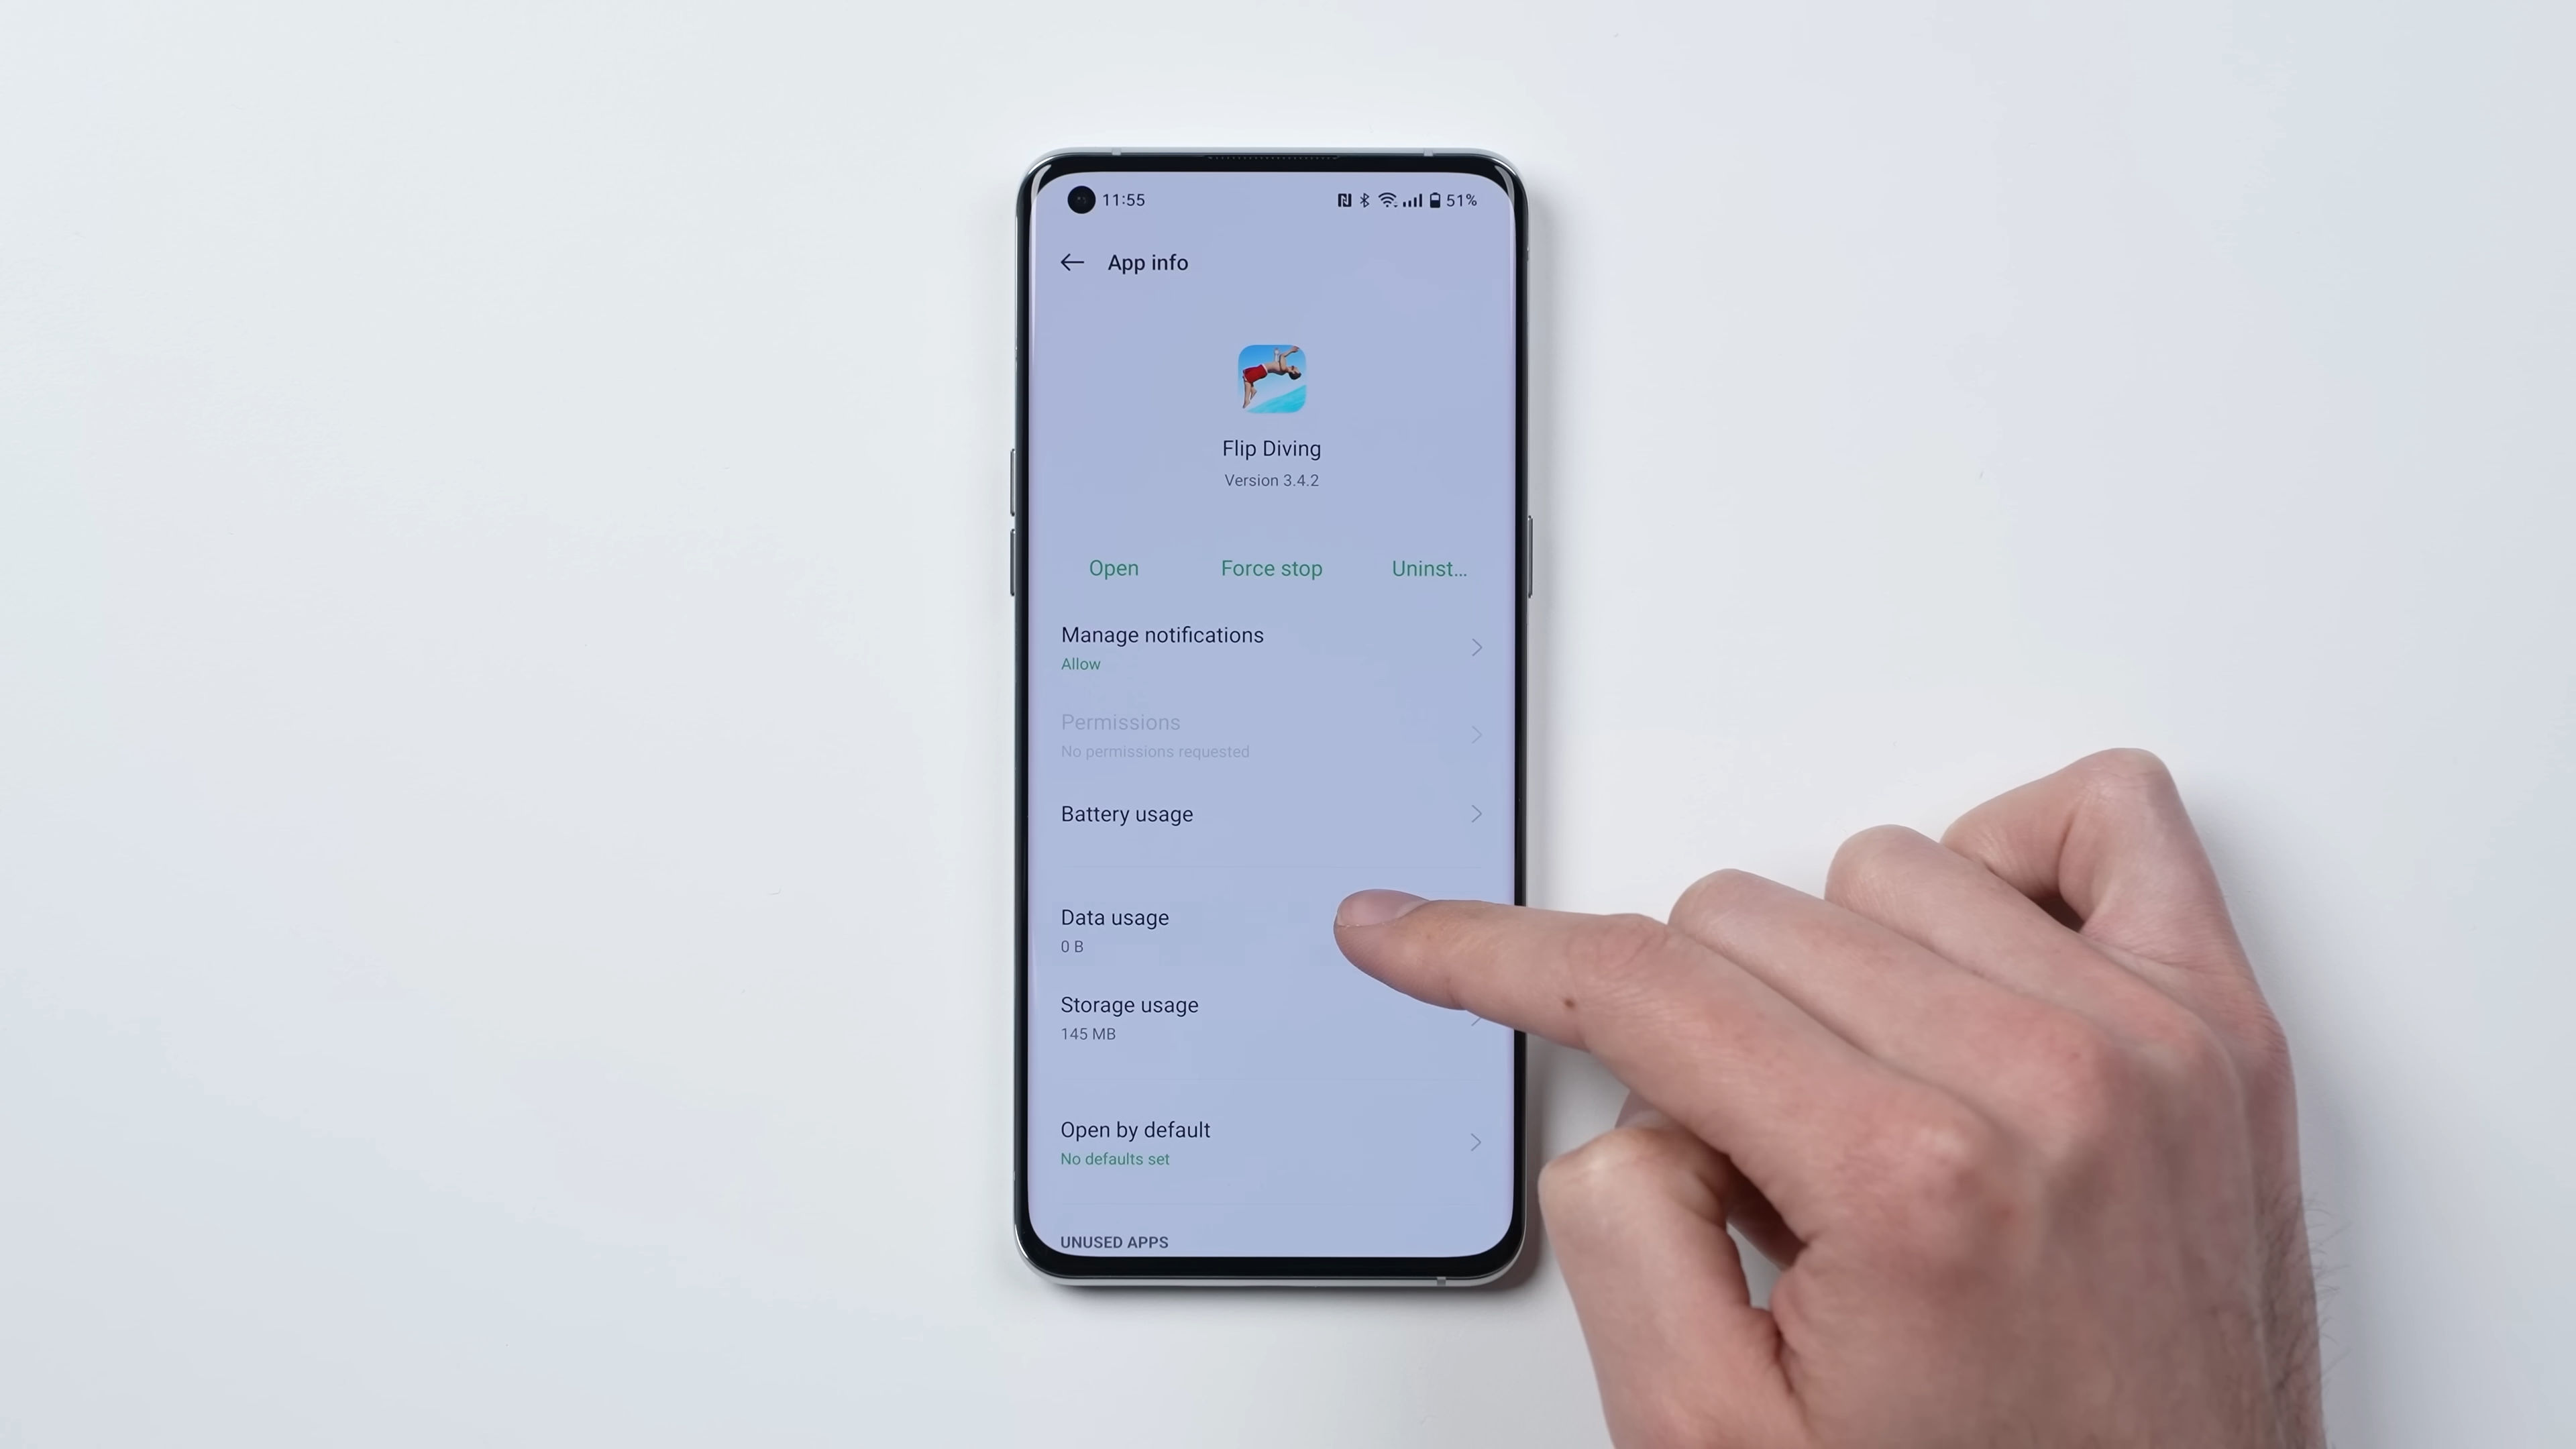 11:55
51%
App info
Flip Diving
Version 3.4.2
Open Force stop Uninst...
Manage notifications
Allow
Permissions
No permissions requested
Battery usage
Data usage
0 B
Storage usage
145 MB
Open by default
No defaults set
UNUSED APPS